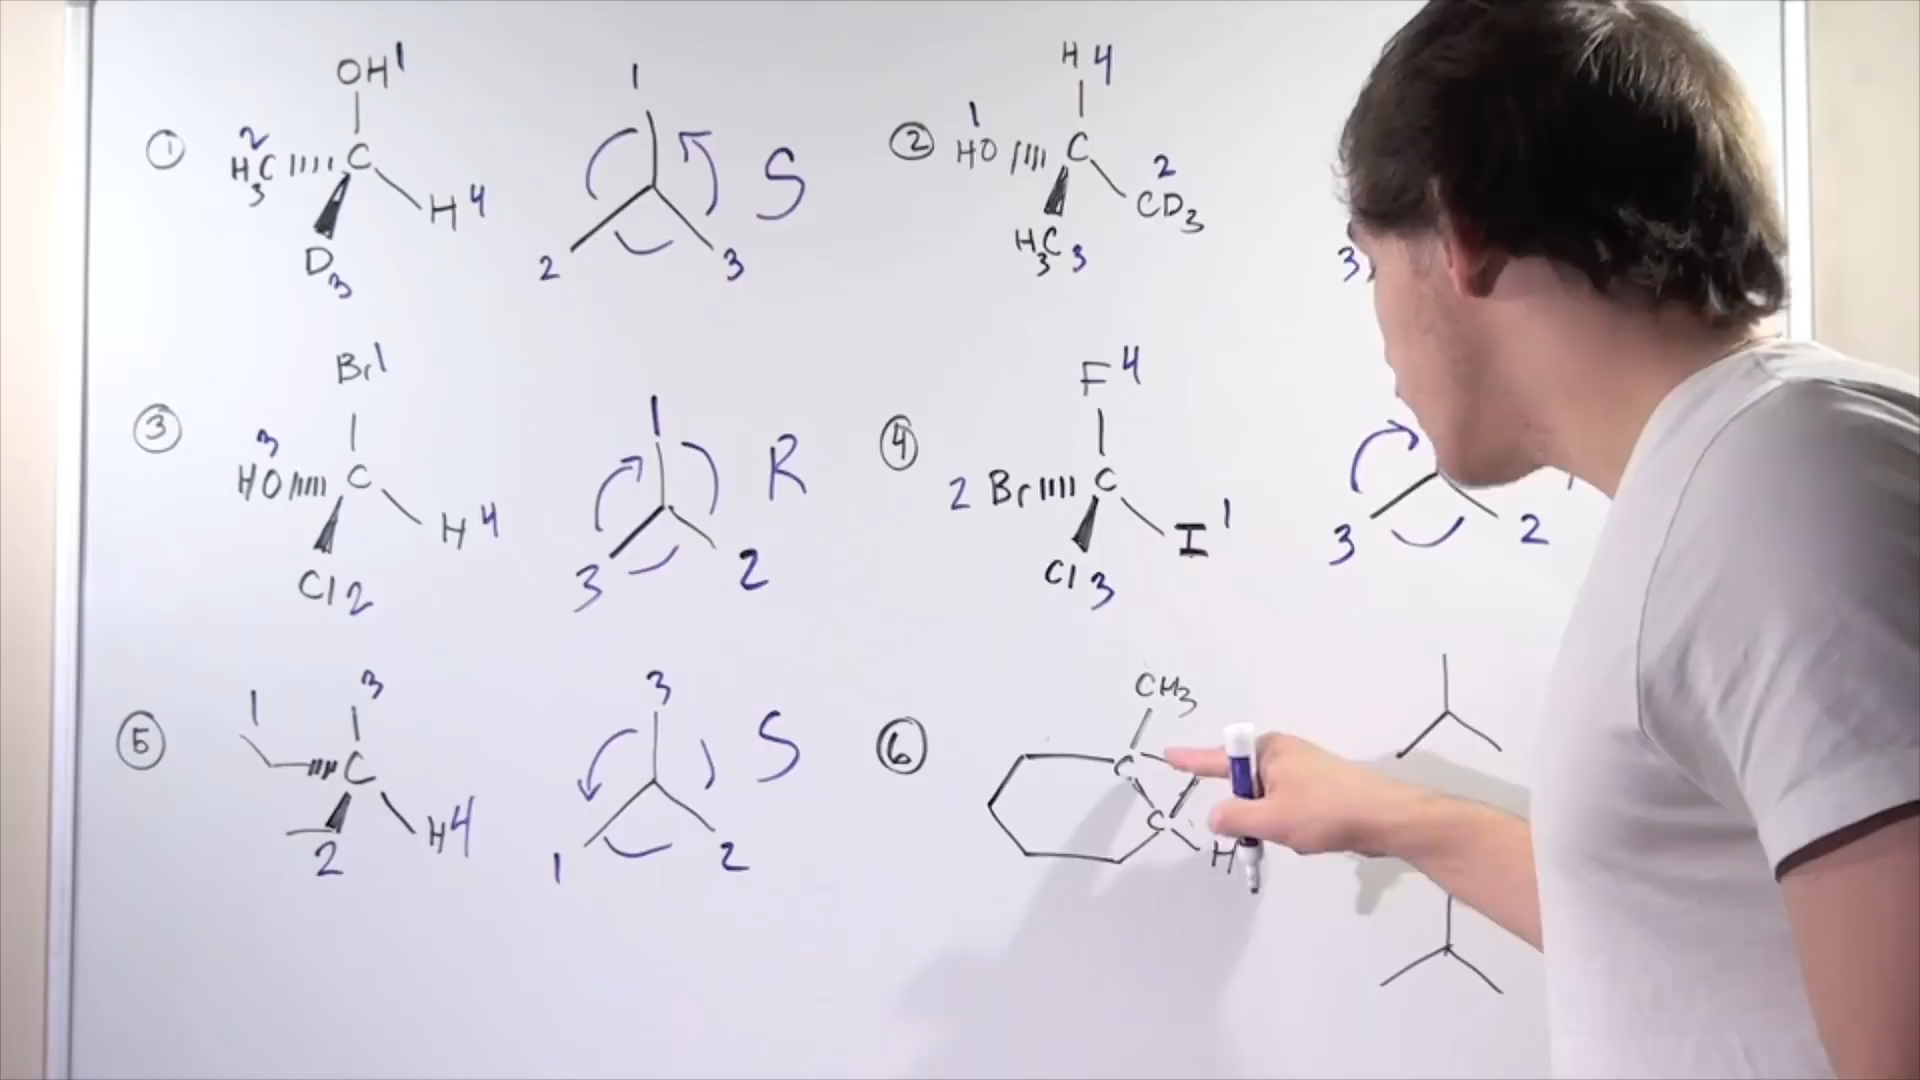 ① OH 1
2 H3C C H 4
D 3
1
2 3
S
② H 4
1 HO C 2 CD3
H3C 3
3
③ Br 1
3 HO C H 4
Cl 2
1
3 2
R
④ F 4
2 Br C I 1
Cl 3
3 2
⑤ 1 3
C
2 H 4
3
1 2
S
⑥ CH3
C
C
H